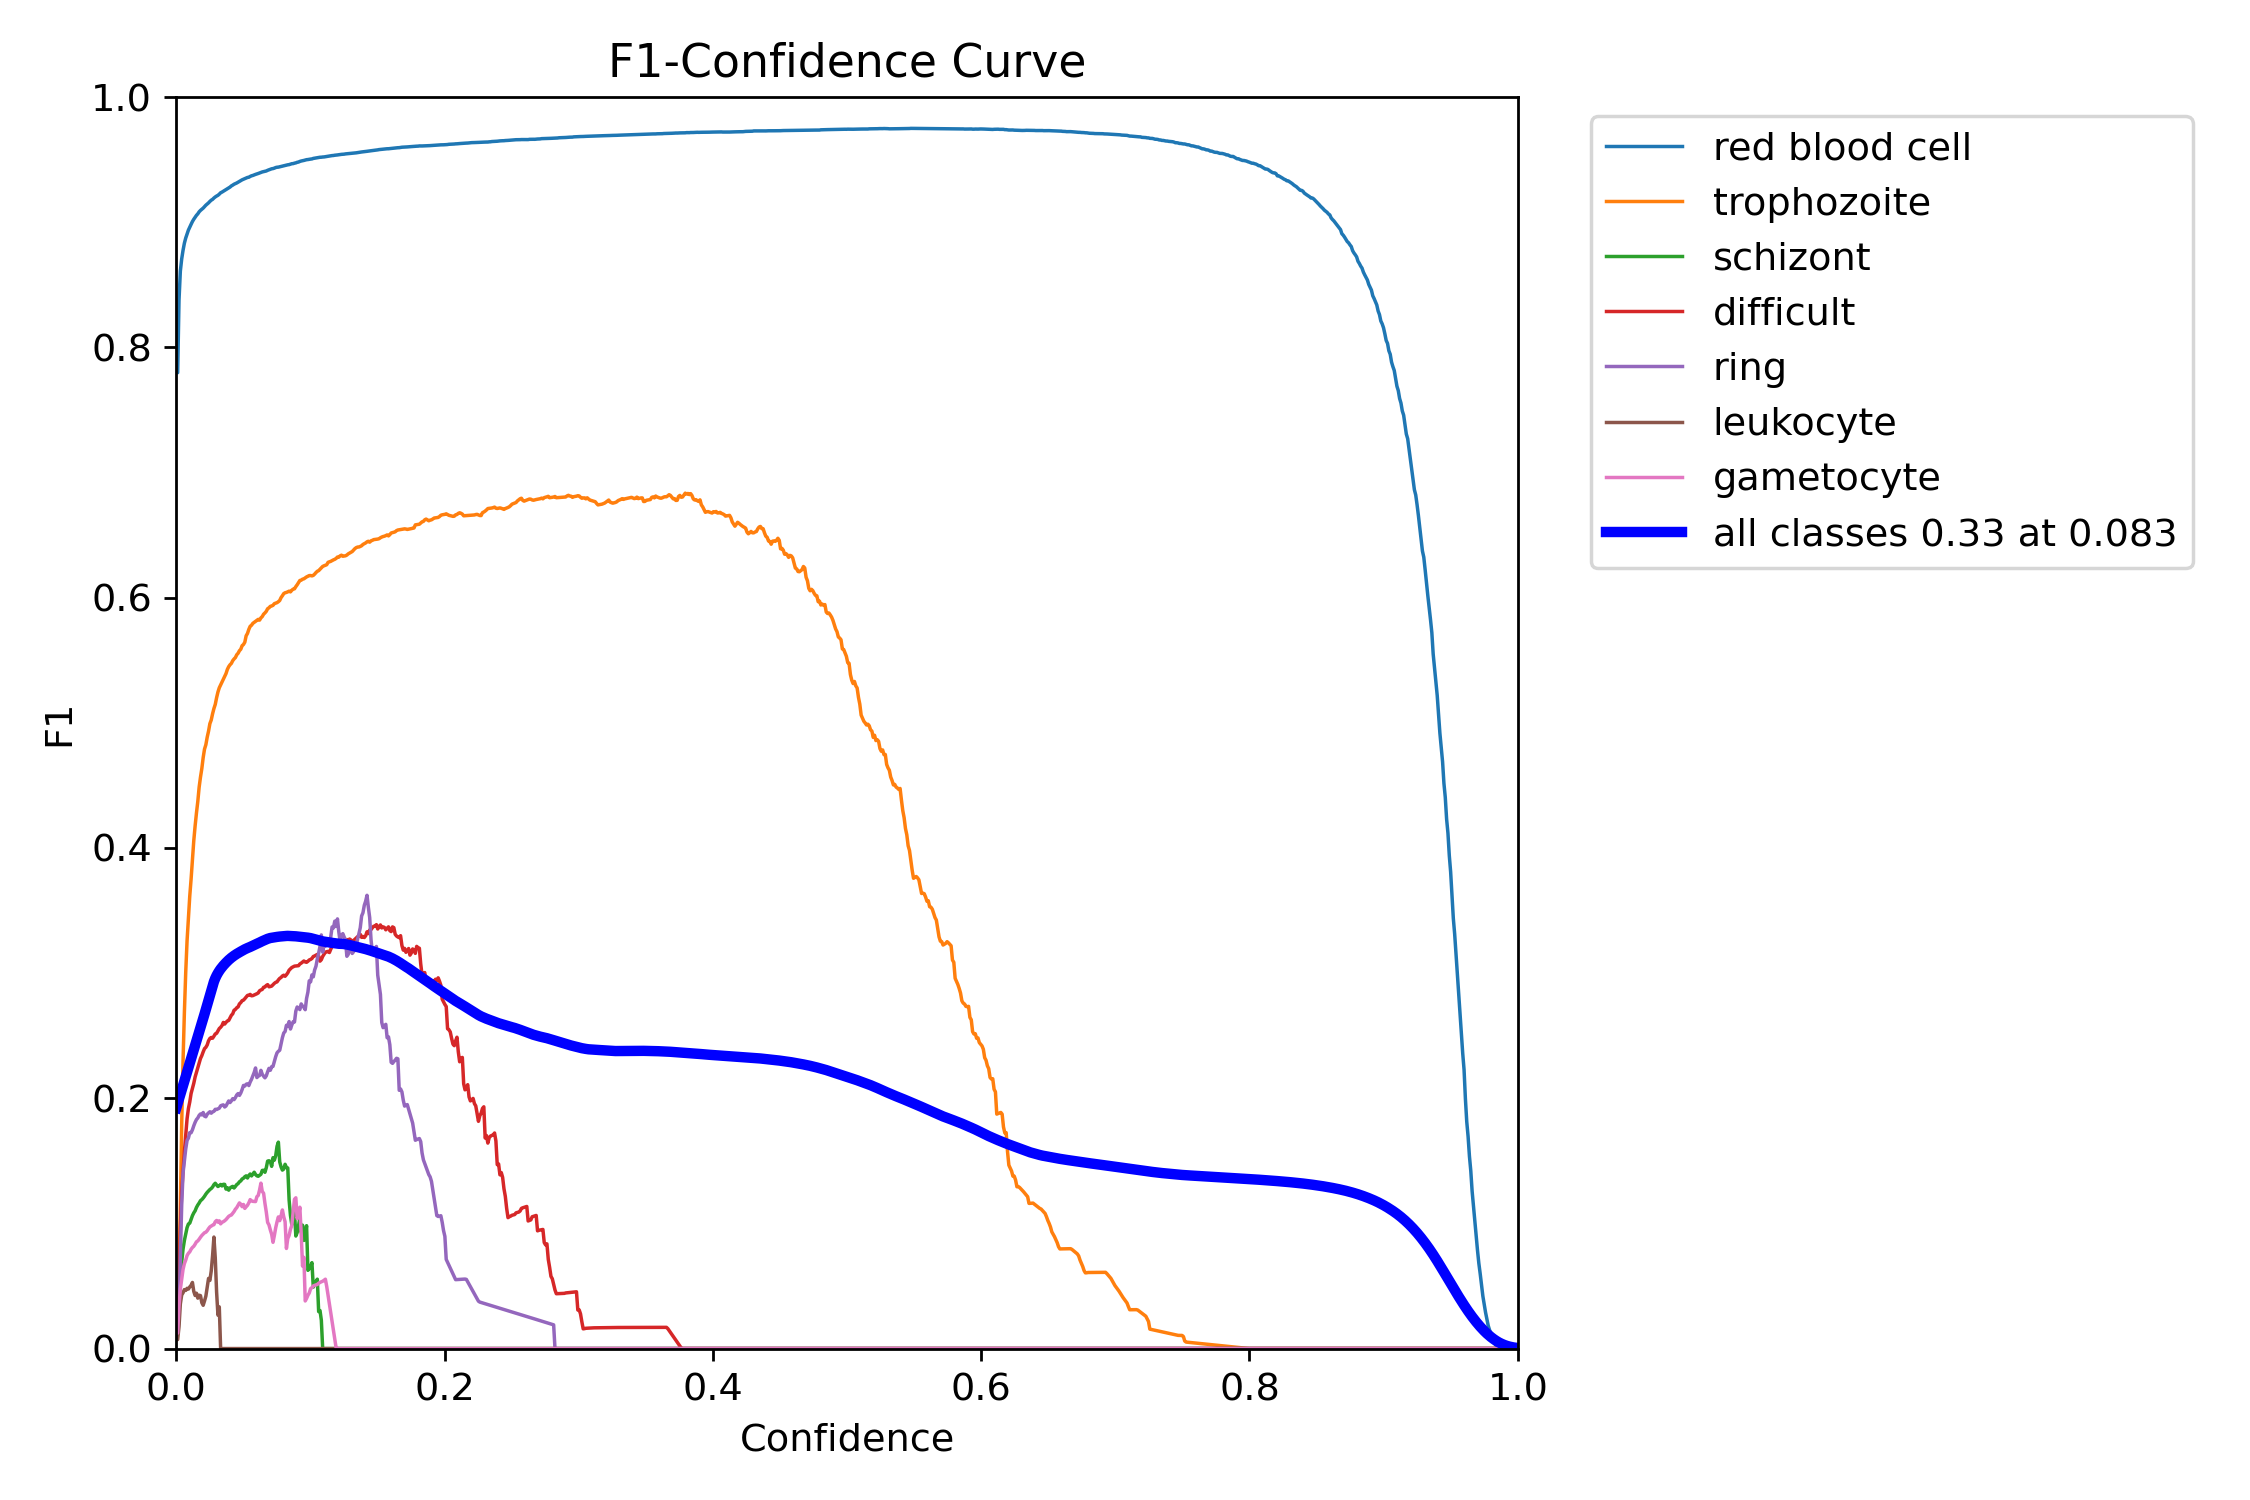 F1-Confidence Curve
1.0
0.8
0.6
0.4
0.2
0.0
F1
0.0 0.2 0.4 0.6 0.8 1.0
Confidence
red blood cell
trophozoite
schizont
difficult
ring
leukocyte
gametocyte
all classes 0.33 at 0.083